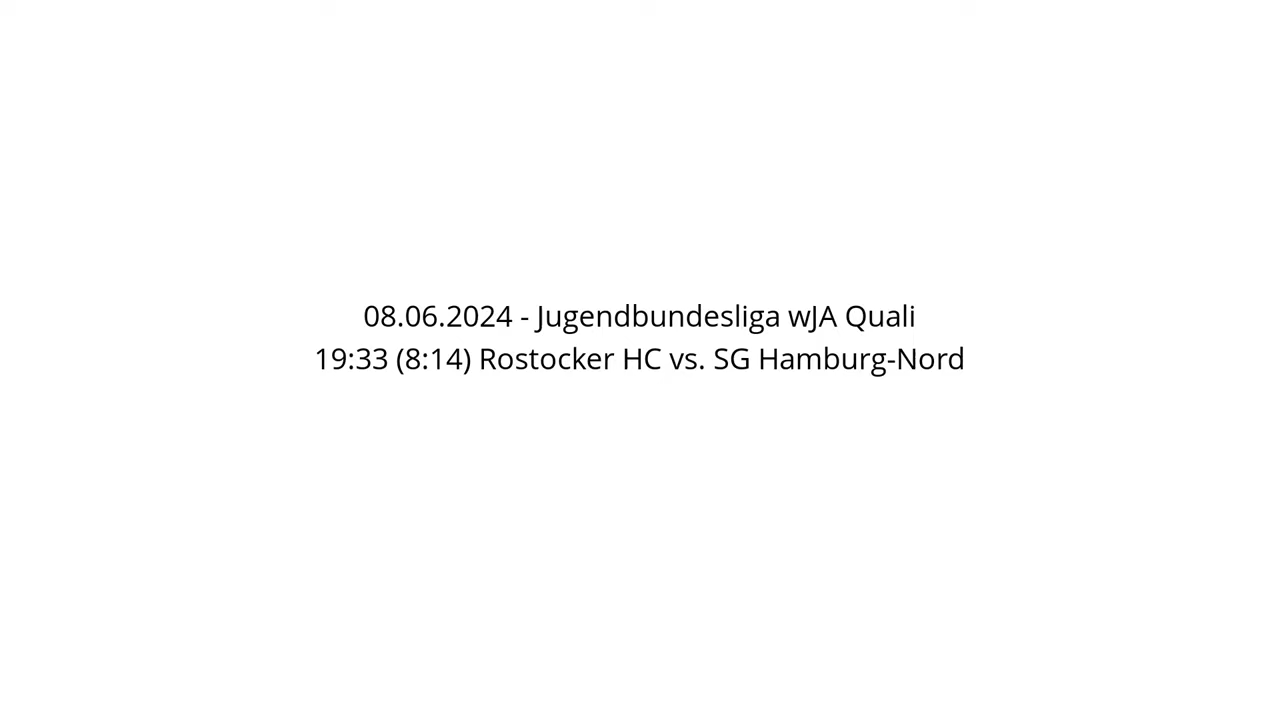 08.06.2024 - Jugendbundesliga wJA Quali
19:33 (8:14) Rostocker HC vs. SG Hamburg-Nord